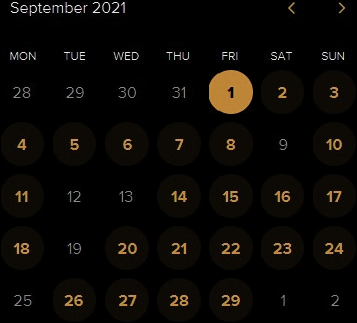 September 2021
MON TUE WED THU FRI SAT SUN
28 29 30 31 1 2 3
4 5 6 7 8 9 10
11 12 13 14 15 16 17
18 19 20 21 22 23 24
25 26 27 28 29 1 2